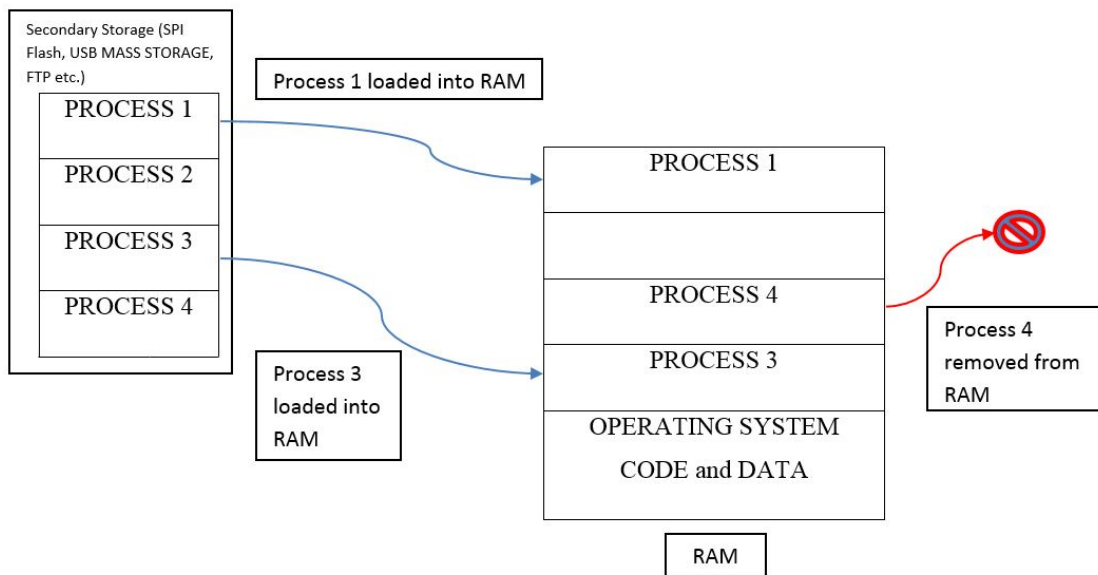 Secondary Storage (SPI
Flash, USB MASS STORAGE,
FTP etc.)
PROCESS 1
PROCESS 2
PROCESS 3
PROCESS 4
Process 1 loaded into RAM
Process 3
loaded into
RAM
PROCESS 1
PROCESS 4
PROCESS 3
OPERATING SYSTEM
CODE and DATA
RAM
Process 4
removed from
RAM